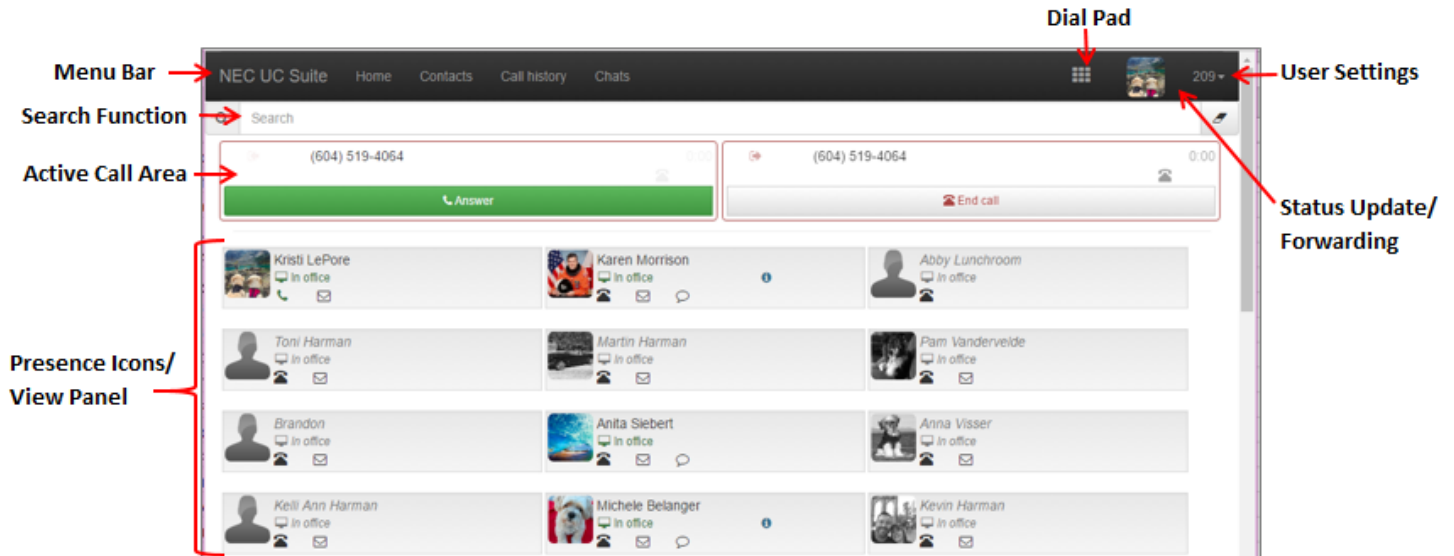 Dial Pad
Menu Bar
NEC UC Suite Home Contacts Call history Chats 209
User Settings
Search Function
Search
Active Call Area
(604) 519-4064 0:00
Answer
(604) 519-4064 0:00
End call
Status Update/
Forwarding
Presence Icons/
View Panel
Kristi LePore
In office
Karen Morrison
In office
Abby Lunchroom
In office
Toni Harman
In office
Martin Harman
In office
Pam Vandervelde
In office
Brandon
In office
Anita Siebert
In office
Anna Visser
In office
Kelli Ann Harman
In office
Michele Belanger
In office
Kevin Harman
In office